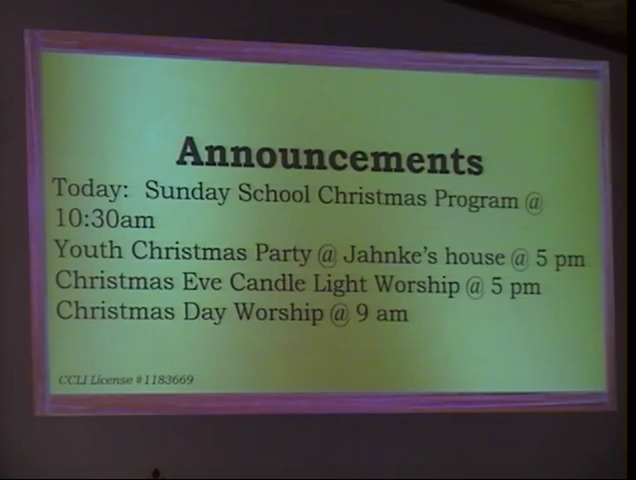 Announcements
Today: Sunday School Christmas Program @
10:30am
Youth Christmas Party @ Jahnke's house @ 5 pm
Christmas Eve Candle Light Worship @ 5 pm
Christmas Day Worship @ 9 am
CCLI License #1183669